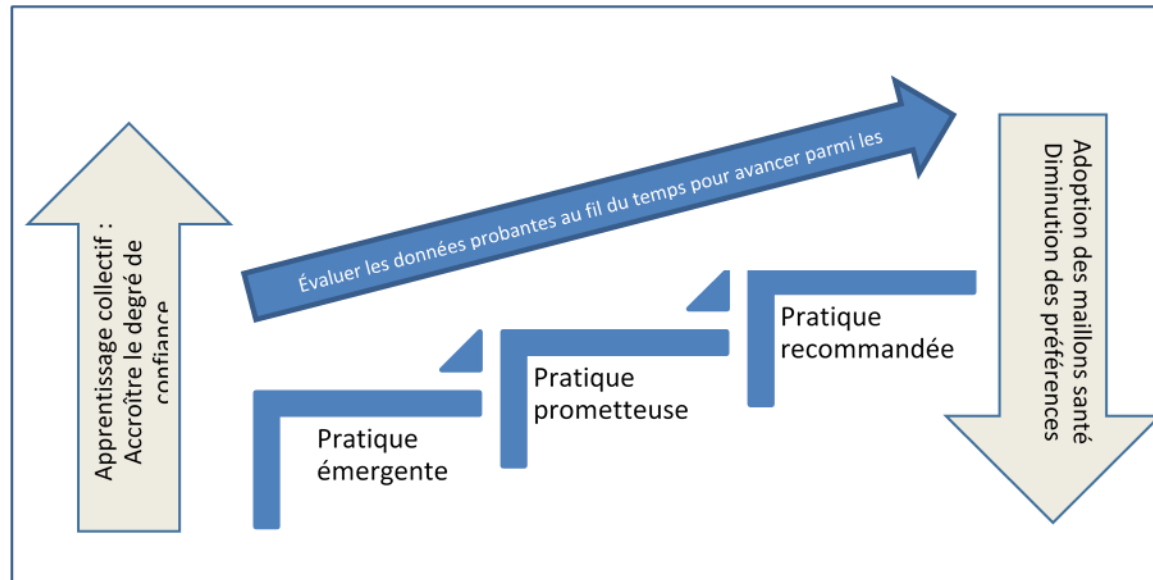 Apprentissage collectif :
Accroître le degré de
confiance
Évaluer les données probantes au fil du temps pour avancer parmi les
Pratique
émergente
Pratique
prometteuse
Pratique
recommandée
Adoption des maillons santé
Diminution des préférences